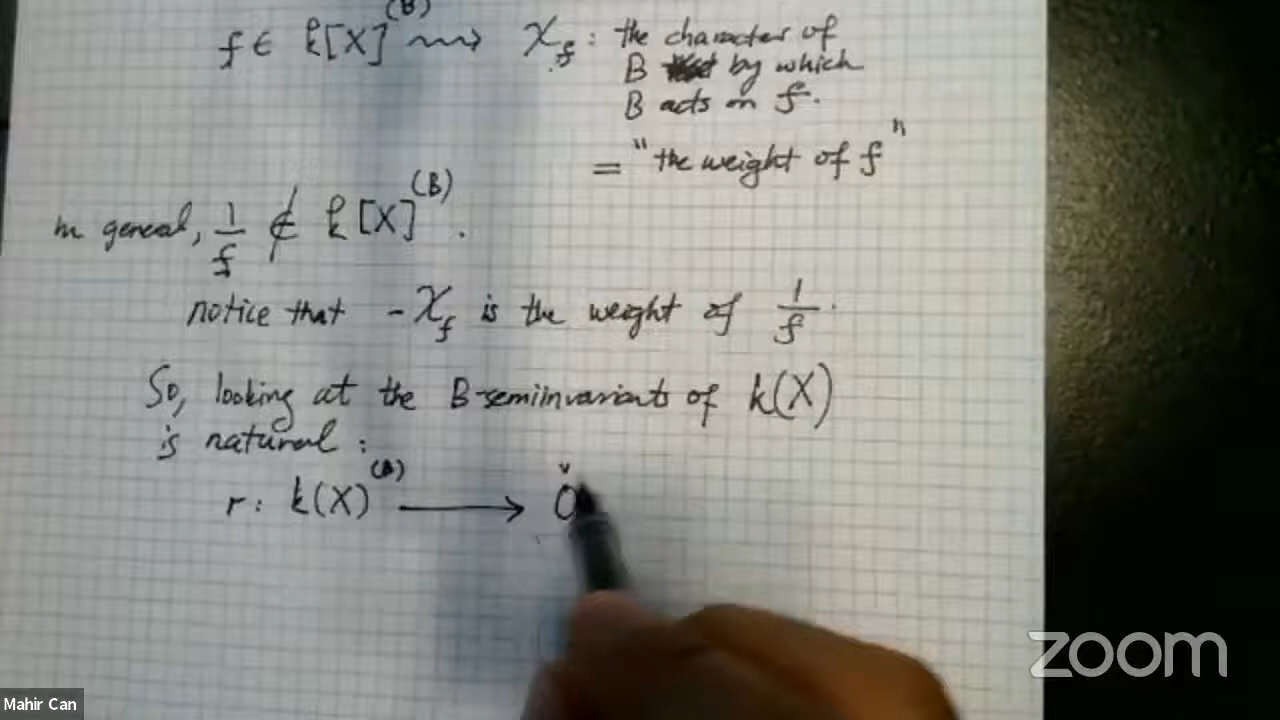 f ∈ k[X]^(B) ⇝ χ_f : the character of
B by which
B acts on f.
= "the weight of f"
in general, 1/f ∉ k[X]^(B).
notice that -χ_f is the weight of 1/f.
So, looking at the B-semiinvariants of k(X)
is natural :
r: k(X)^(B) ⟶
zoom
Mahir Can